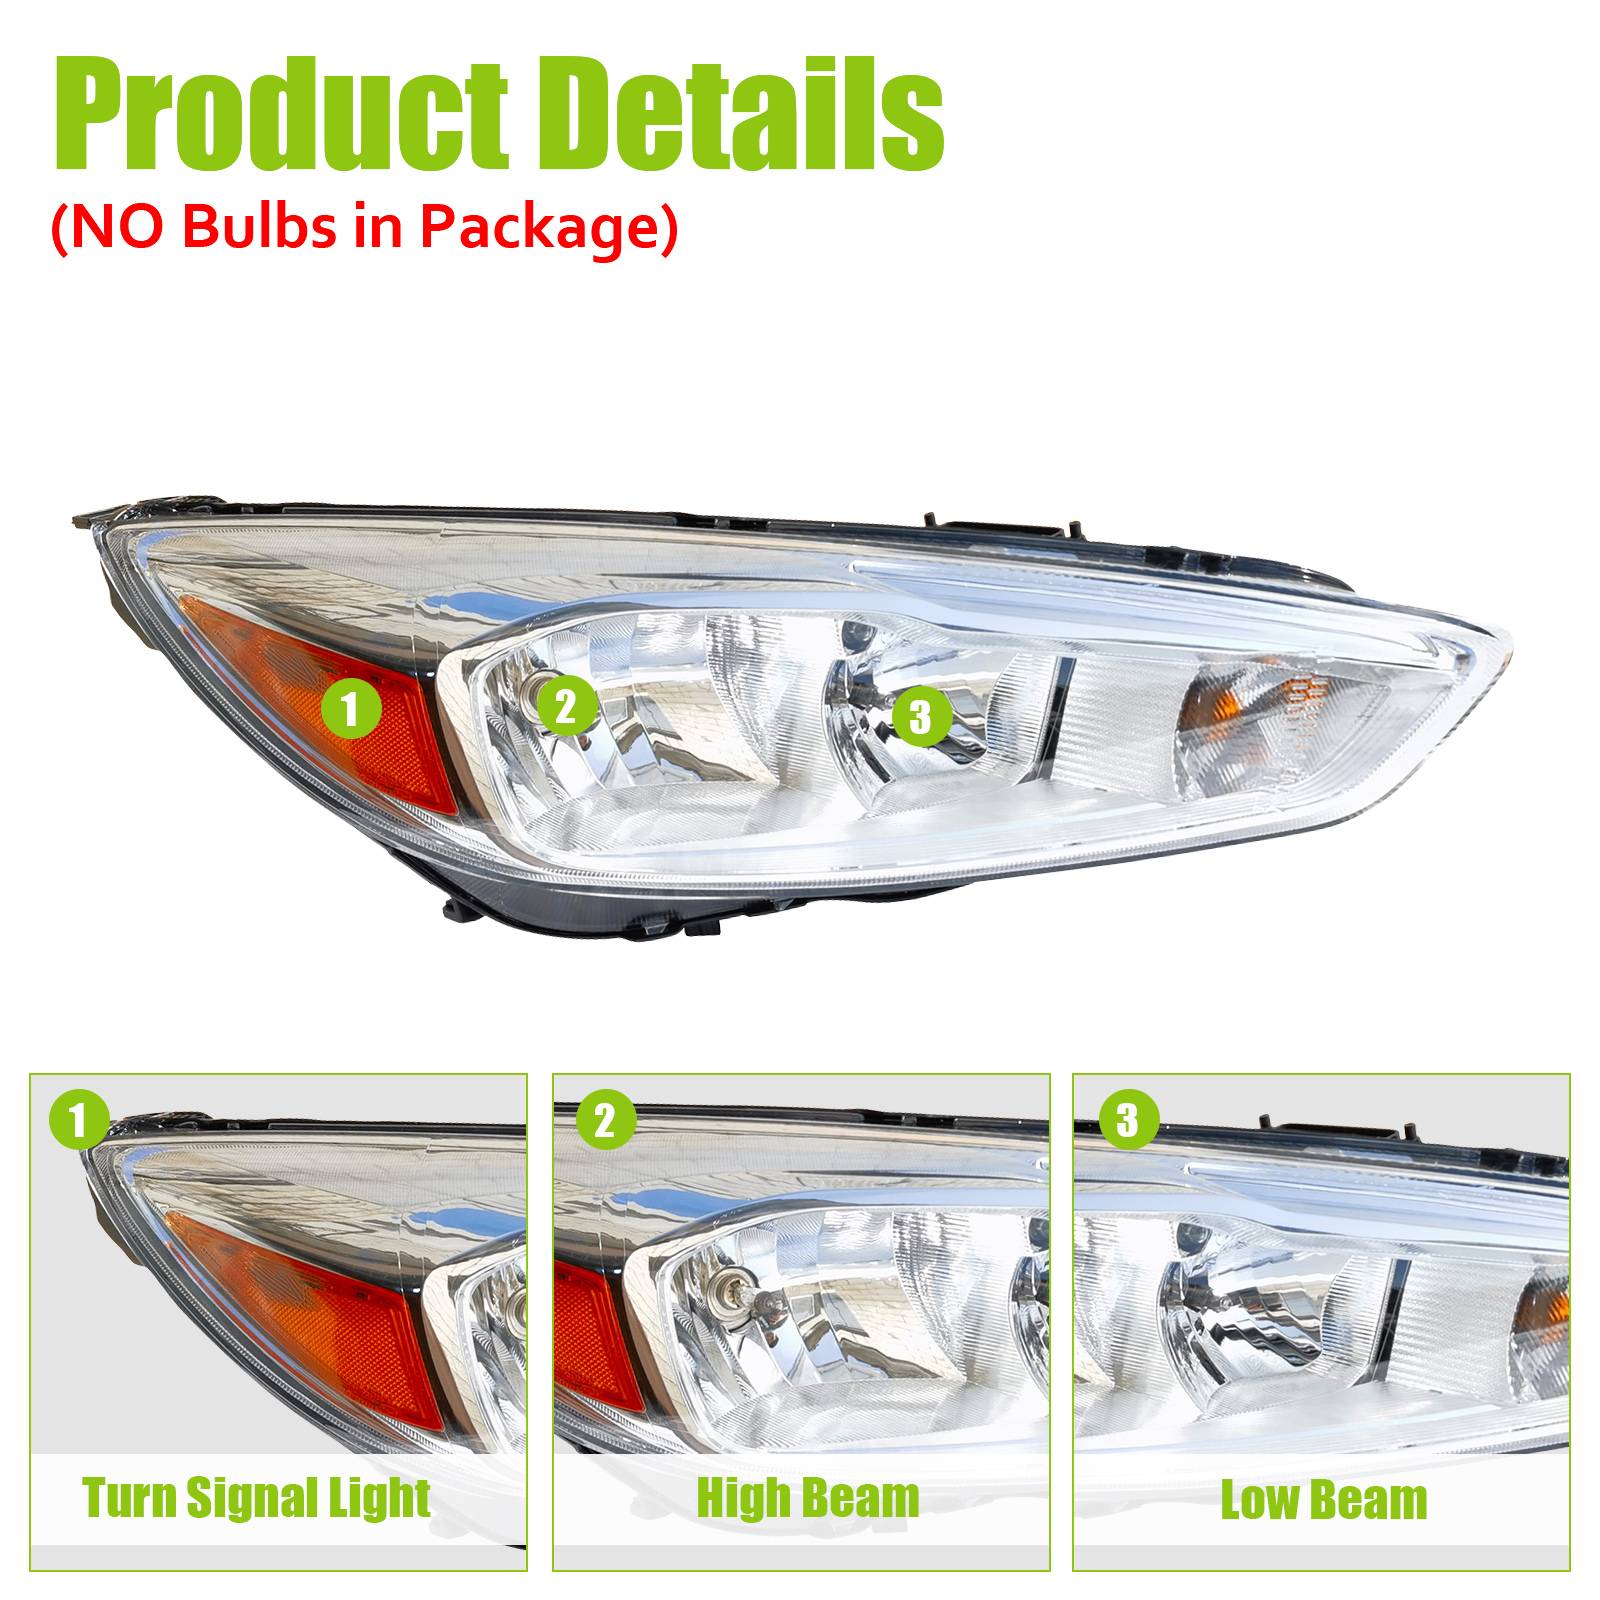 Product Details
(NO Bulbs in Package)
1
2
3
1
2
3
Turn Signal Light
High Beam
Low Beam